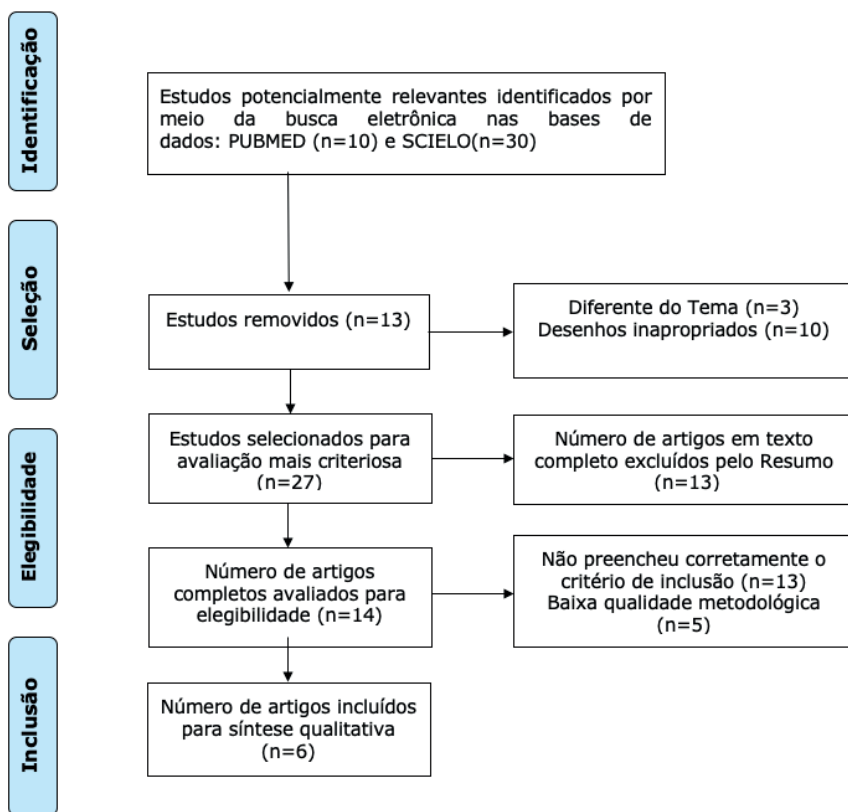 Identificação
Estudos potencialmente relevantes identificados por
meio da busca eletrônica nas bases de
dados: PUBMED (n=10) e SCIELO(n=30)
Seleção
Estudos removidos (n=13)
Diferente do Tema (n=3)
Desenhos inapropriados (n=10)
Elegibilidade
Estudos selecionados para
avaliação mais criteriosa
(n=27)
Número de artigos em texto
completo excluídos pelo Resumo
(n=13)
Número de artigos
completos avaliados para
elegibilidade (n=14)
Não preencheu corretamente o
critério de inclusão (n=13)
Baixa qualidade metodológica
(n=5)
Inclusão
Número de artigos incluídos
para síntese qualitativa
(n=6)